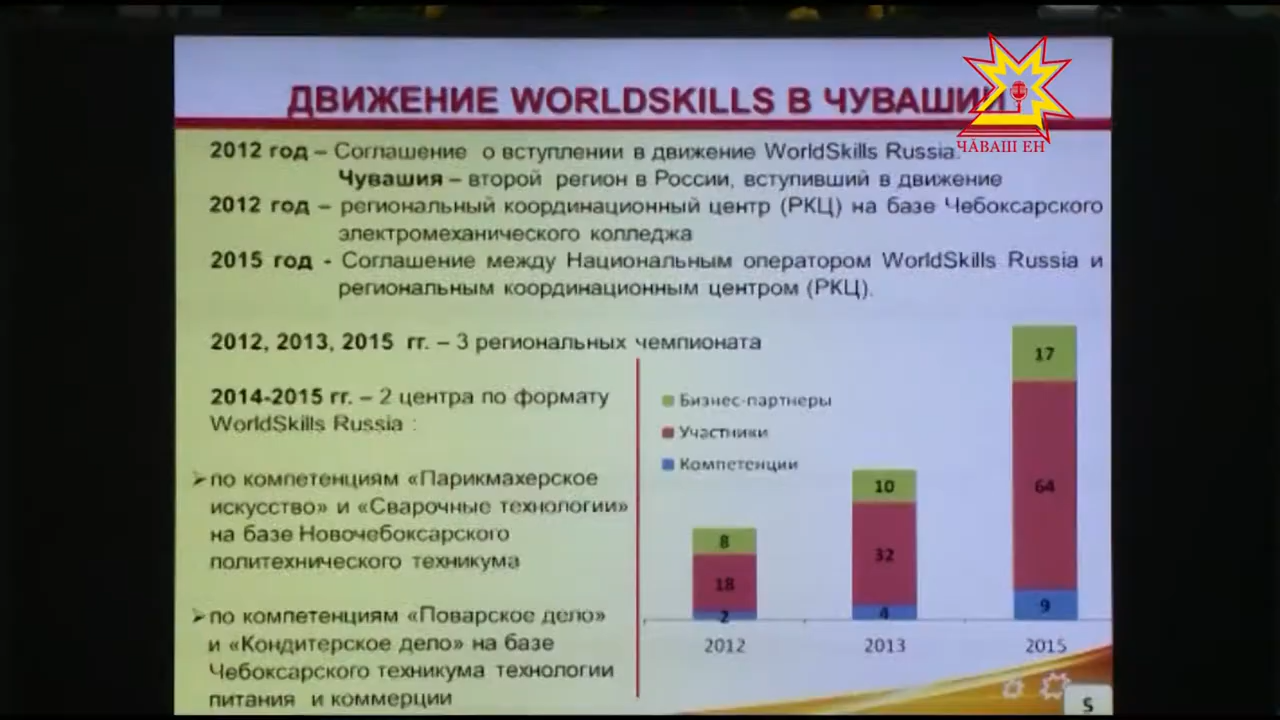 ДВИЖЕНИЕ WORLDSKILLS В ЧУВАШИИ
ЧӐВАШ ЕН
2012 год – Соглашение о вступлении в движение WorldSkills Russia.
Чувашия – второй регион в России, вступивший в движение
2012 год – региональный координационный центр (РКЦ) на базе Чебоксарского
электромеханического колледжа
2015 год - Соглашение между Национальным оператором WorldSkills Russia и
региональным координационным центром (РКЦ).
2012, 2013, 2015 гг. – 3 региональных чемпионата
2014-2015 гг. – 2 центра по формату
WorldSkills Russia :
➢по компетенциям «Парикмахерское
искусство» и «Сварочные технологии»
на базе Новочебоксарского
политехнического техникума
➢по компетенциям «Поварское дело»
и «Кондитерское дело» на базе
Чебоксарского техникума технологии
питания и коммерции
Бизнес-партнеры
Участники
Компетенции
8
18
2
10
32
4
17
64
9
2012 2013 2015
5